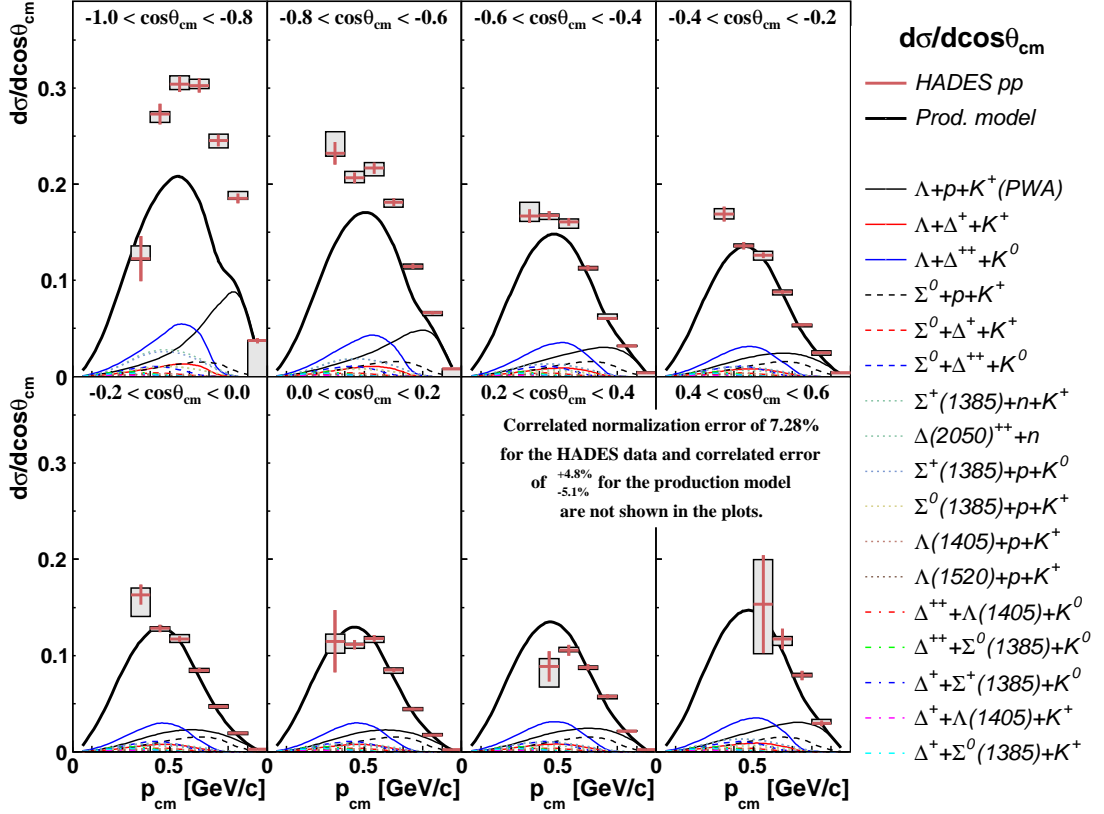 -1.0 < cosθcm < -0.8
-0.8 < cosθcm < -0.6
-0.6 < cosθcm < -0.4
-0.4 < cosθcm < -0.2
dσ/dcosθcm
0.3
0.2
0.1
0
-0.2 < cosθcm < 0.0
0.0 < cosθcm < 0.2
0.2 < cosθcm < 0.4
0.4 < cosθcm < 0.6
Correlated normalization error of 7.28%
for the HADES data and correlated error
of +4.8% -5.1% for the production model
are not shown in the plots.
dσ/dcosθcm
0.3
0.2
0.1
0
0 0.5 0 0.5 0 0.5 0 0.5 1
pcm [GeV/c] pcm [GeV/c] pcm [GeV/c] pcm [GeV/c]
dσ/dcosθcm
HADES pp
Prod. model
Λ+p+K⁺(PWA)
Λ+Δ⁺+K⁺
Λ+Δ⁺⁺+K⁰
Σ⁰+p+K⁺
Σ⁰+Δ⁺+K⁺
Σ⁰+Δ⁺⁺+K⁰
Σ⁺(1385)+n+K⁺
Δ(2050)⁺⁺+n
Σ⁺(1385)+p+K⁰
Σ⁰(1385)+p+K⁺
Λ(1405)+p+K⁺
Λ(1520)+p+K⁺
Δ⁺⁺+Λ(1405)+K⁰
Δ⁺⁺+Σ⁰(1385)+K⁰
Δ⁺+Σ⁺(1385)+K⁰
Δ⁺+Λ(1405)+K⁺
Δ⁺+Σ⁰(1385)+K⁺